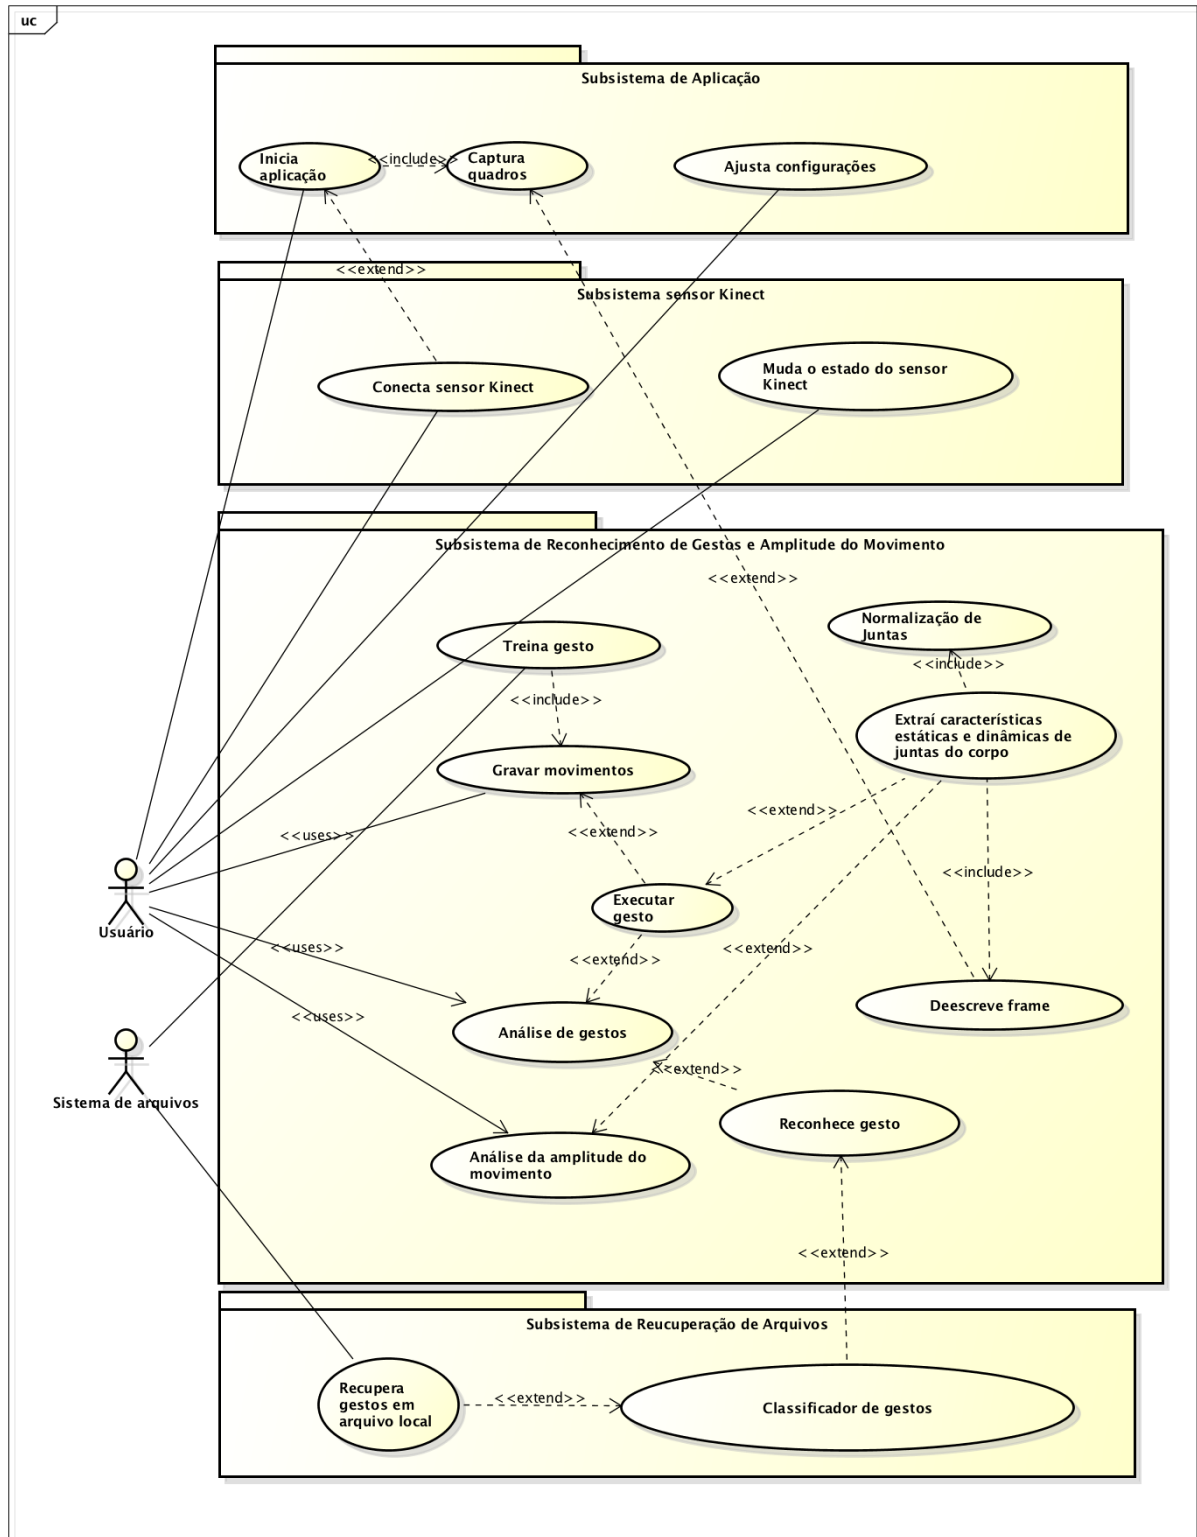 uc
Subsistema de Aplicação
Inicia
aplicação
<<include>>
Captura
quadros
Ajusta configurações
<<extend>>
Subsistema sensor Kinect
Conecta sensor Kinect
Muda o estado do sensor
Kinect
Subsistema de Reconhecimento de Gestos e Amplitude do Movimento
<<extend>>
Normalização de
Juntas
Treina gesto
<<include>>
<<include>>
Extraí características
estáticas e dinâmicas de
juntas do corpo
Gravar movimentos
<<extend>>
<<uses>>
<<extend>>
<<include>>
Executar
gesto
Usuário
<<uses>>
<<extend>>
<<extend>>
Deescreve frame
<<uses>>
Análise de gestos
<<extend>>
Sistema de arquivos
Reconhece gesto
Análise da amplitude do
movimento
<<extend>>
Subsistema de Reucuperação de Arquivos
Recupera
gestos em
arquivo local
<<extend>>
Classificador de gestos